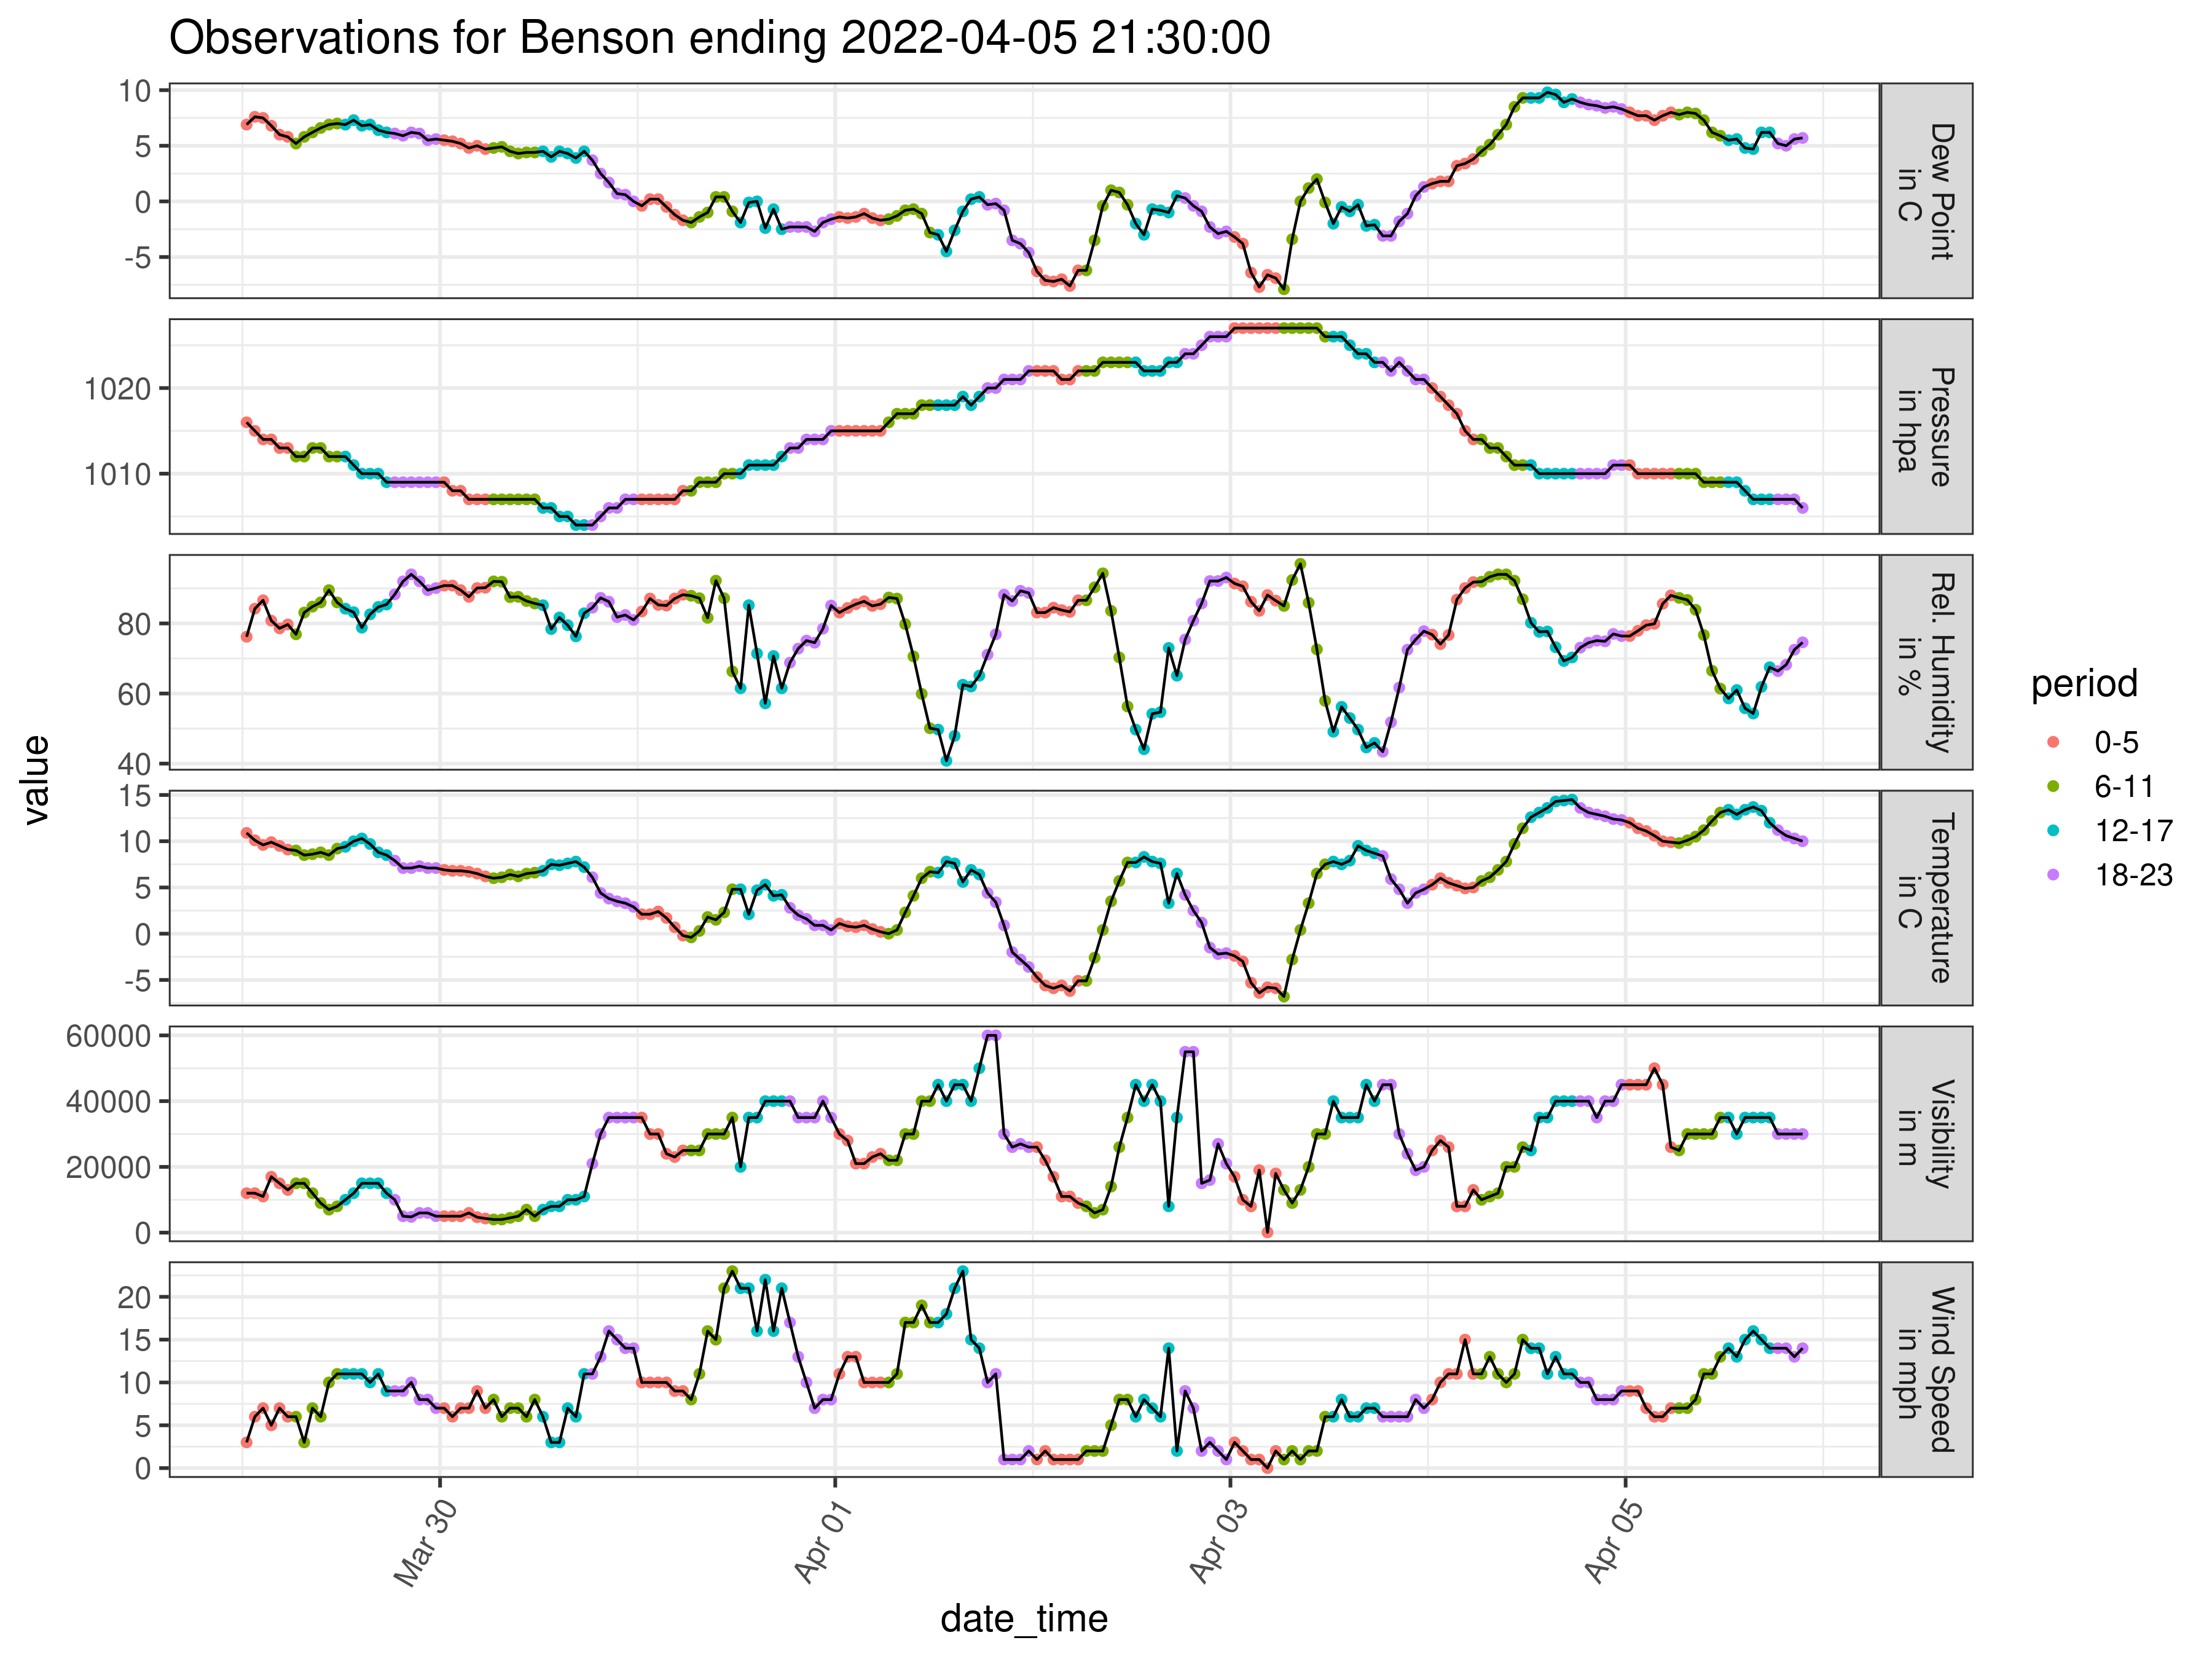 Observations for Benson ending 2022-04-05 21:30:00
10
5
0
-5
Dew Point
in C
1020
1010
Pressure
in hpa
80
60
40
Rel. Humidity
in %
15
10
5
0
-5
Temperature
in C
60000
40000
20000
0
Visibility
in m
20
15
10
5
0
Wind Speed
in mph
value
Mar 30
Apr 01
Apr 03
Apr 05
date_time
period
0-5
6-11
12-17
18-23